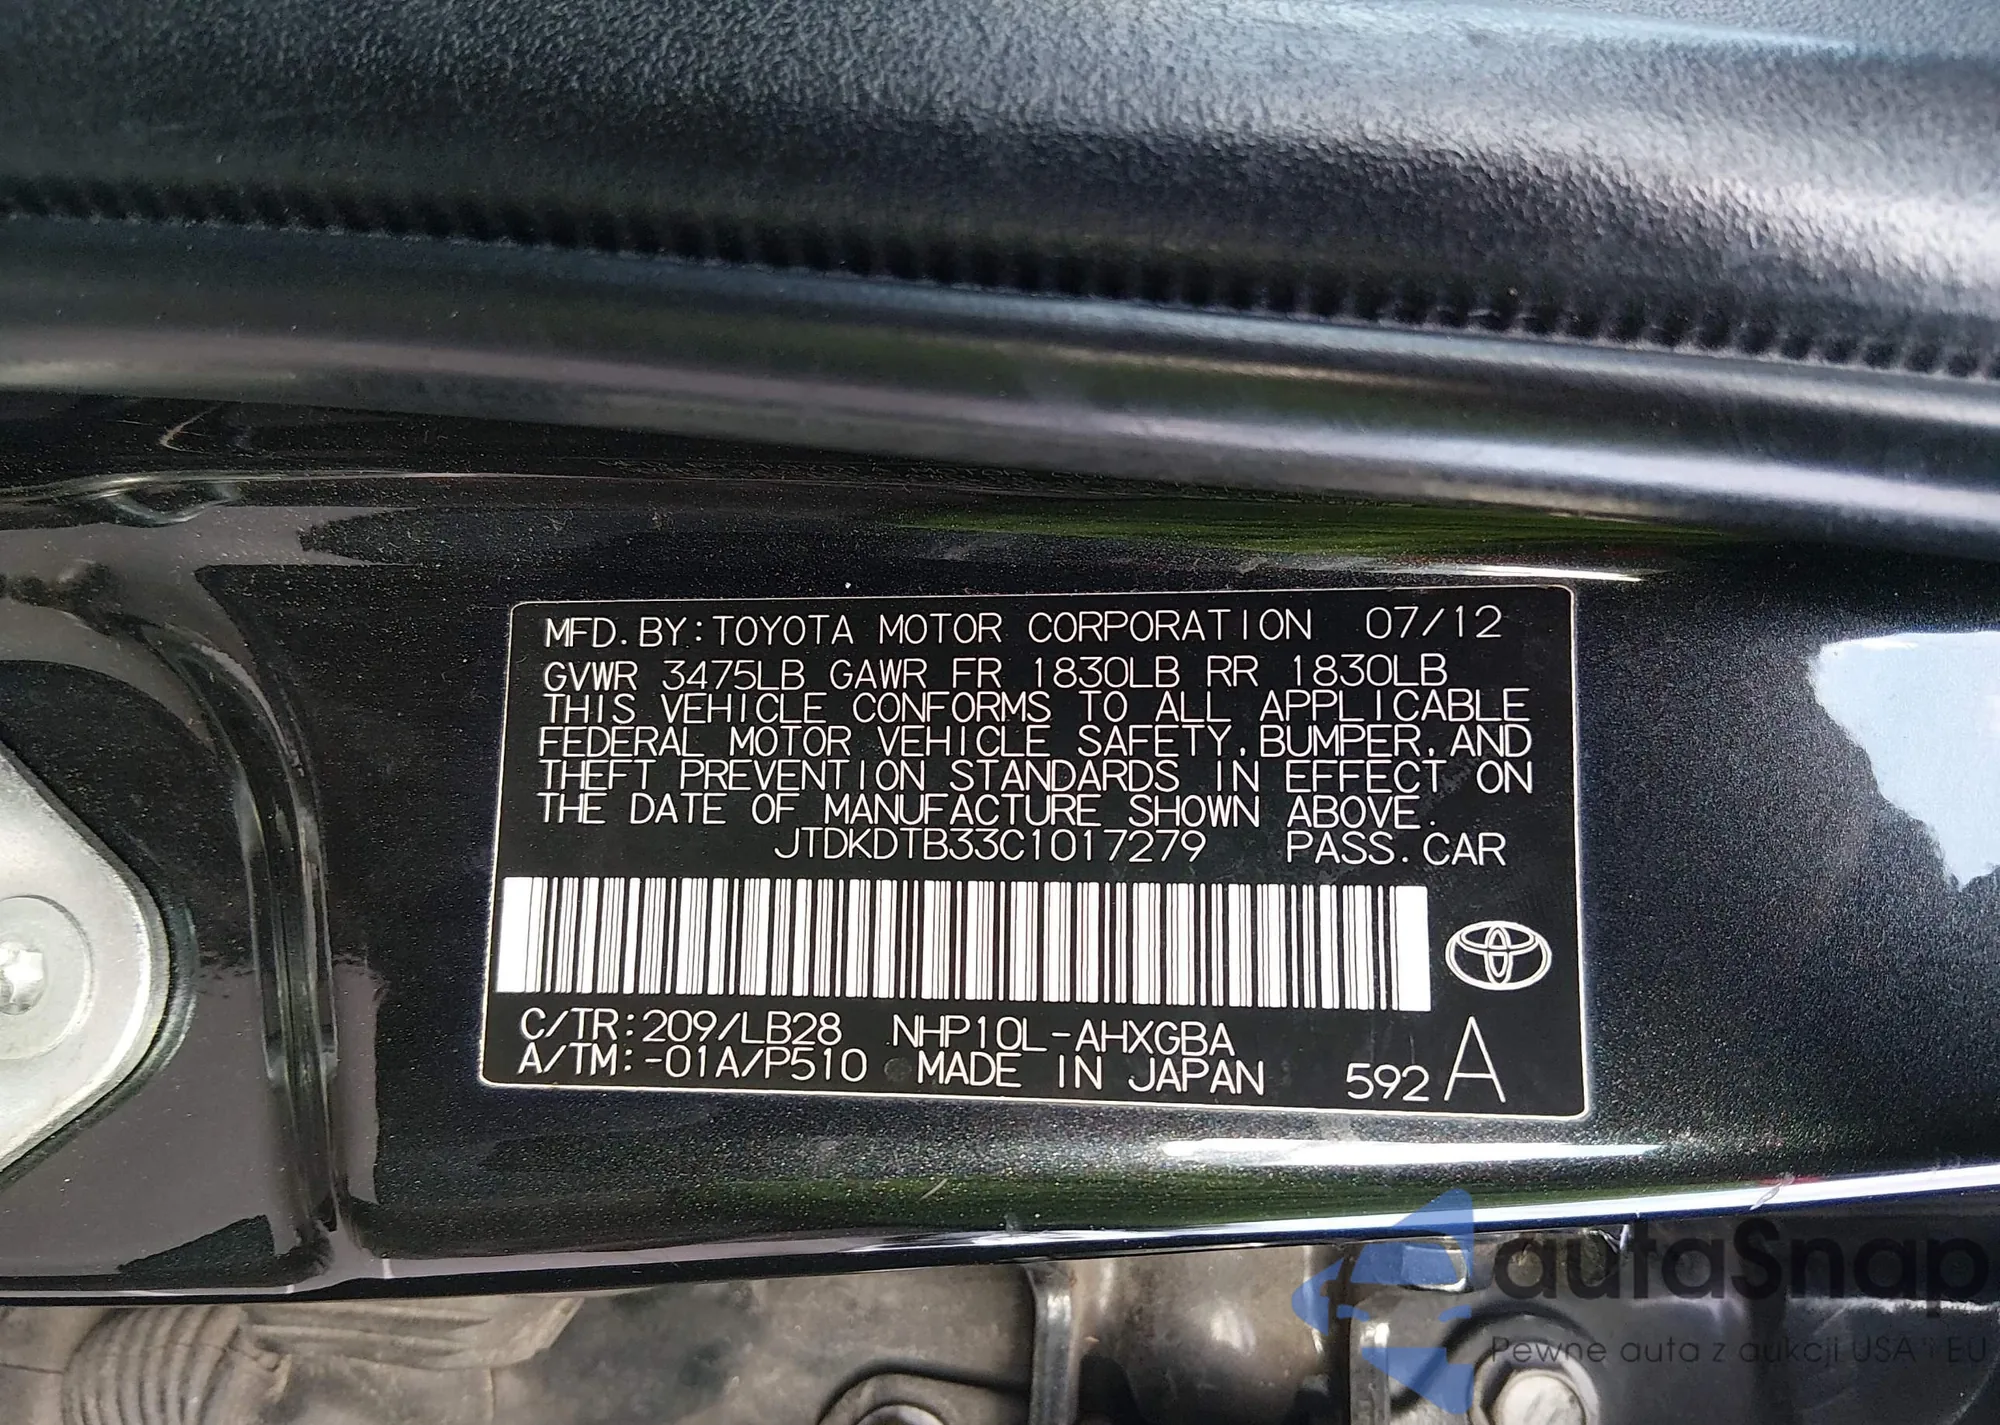 MFD. BY: TOYOTA MOTOR CORPORATION 07/12
GVWR 3475LB GAWR FR 1830LB RR 1830LB
THIS VEHICLE CONFORMS TO ALL APPLICABLE
FEDERAL MOTOR VEHICLE SAFETY, BUMPER, AND
THEFT PREVENTION STANDARDS IN EFFECT ON
THE DATE OF MANUFACTURE SHOWN ABOVE.
JTDKDTB33C1017279 PASS. CAR
C/TR: 209/LB28 NHP10L-AHXGBA
A/TM: -01A/P510 MADE IN JAPAN 592 A
autaSnap
Pewne auta z aukcji USA i EU